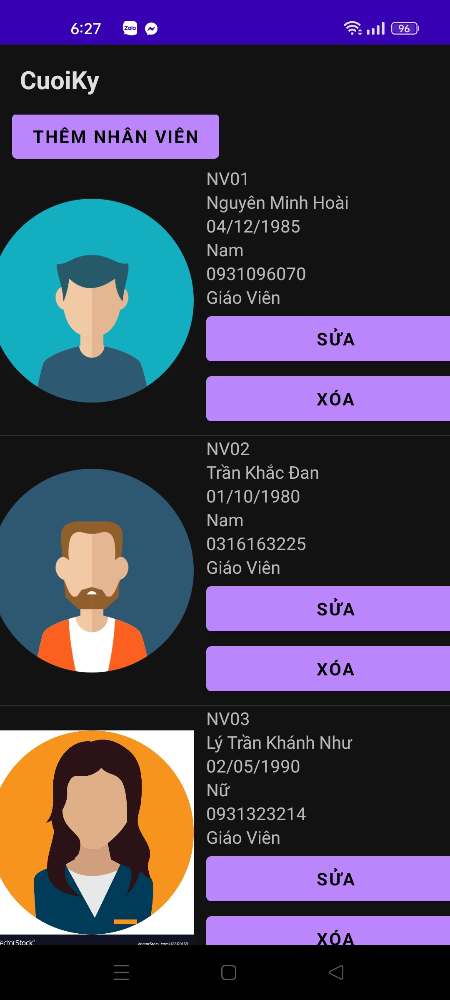 6:27
Zalo
96
CuoiKy
THÊM NHÂN VIÊN
NV01
Nguyên Minh Hoài
04/12/1985
Nam
0931096070
Giáo Viên
SỬA
XÓA
NV02
Trần Khắc Đan
01/10/1980
Nam
0316163225
Giáo Viên
SỬA
XÓA
NV03
Lý Trần Khánh Như
02/05/1990
Nữ
0931323214
Giáo Viên
SỬA
XÓA
ectorStock®
VectorStock.com/12800169